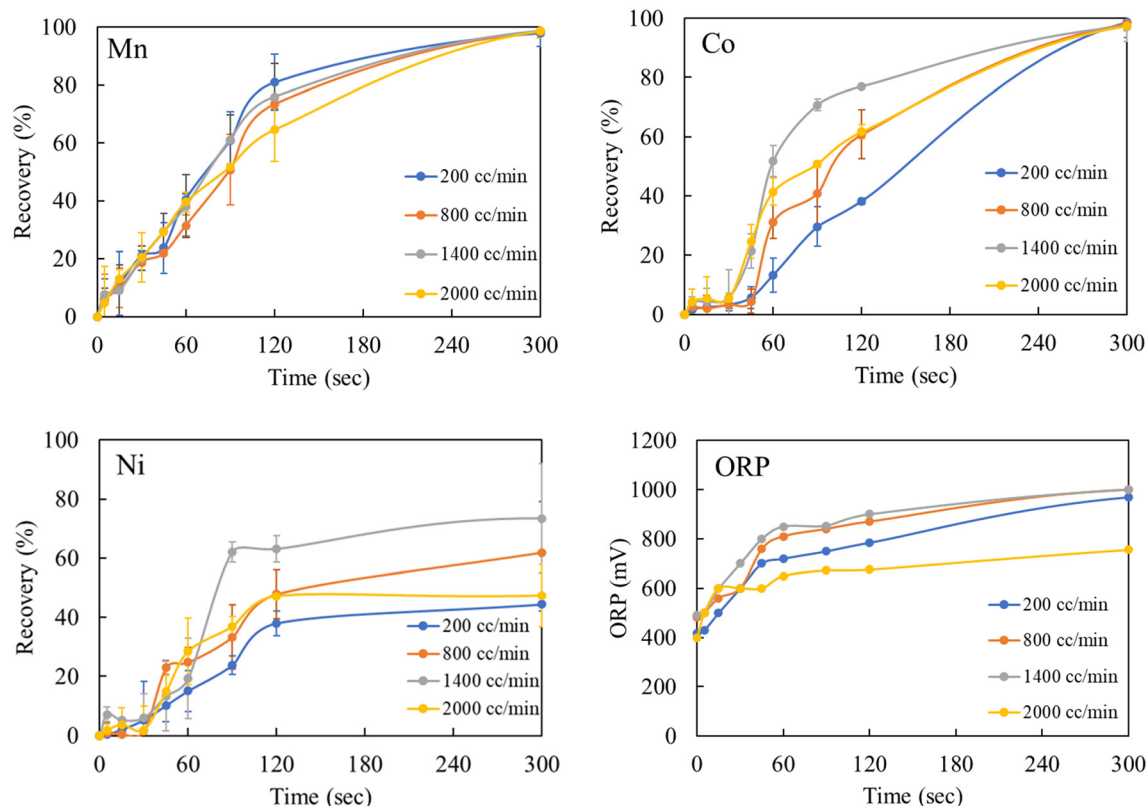 Mn
100
80
60
40
20
0
Recovery (%)
200 cc/min
800 cc/min
1400 cc/min
2000 cc/min
0 60 120 180 240 300
Time (sec)
Co
100
80
60
40
20
0
Recovery (%)
200 cc/min
800 cc/min
1400 cc/min
2000 cc/min
0 60 120 180 240 300
Time (sec)
Ni
100
80
60
40
20
0
Recovery (%)
200 cc/min
800 cc/min
1400 cc/min
2000 cc/min
0 60 120 180 240 300
Time (sec)
ORP
1200
1000
800
600
400
200
0
ORP (mV)
200 cc/min
800 cc/min
1400 cc/min
2000 cc/min
0 60 120 180 240 300
Time (sec)